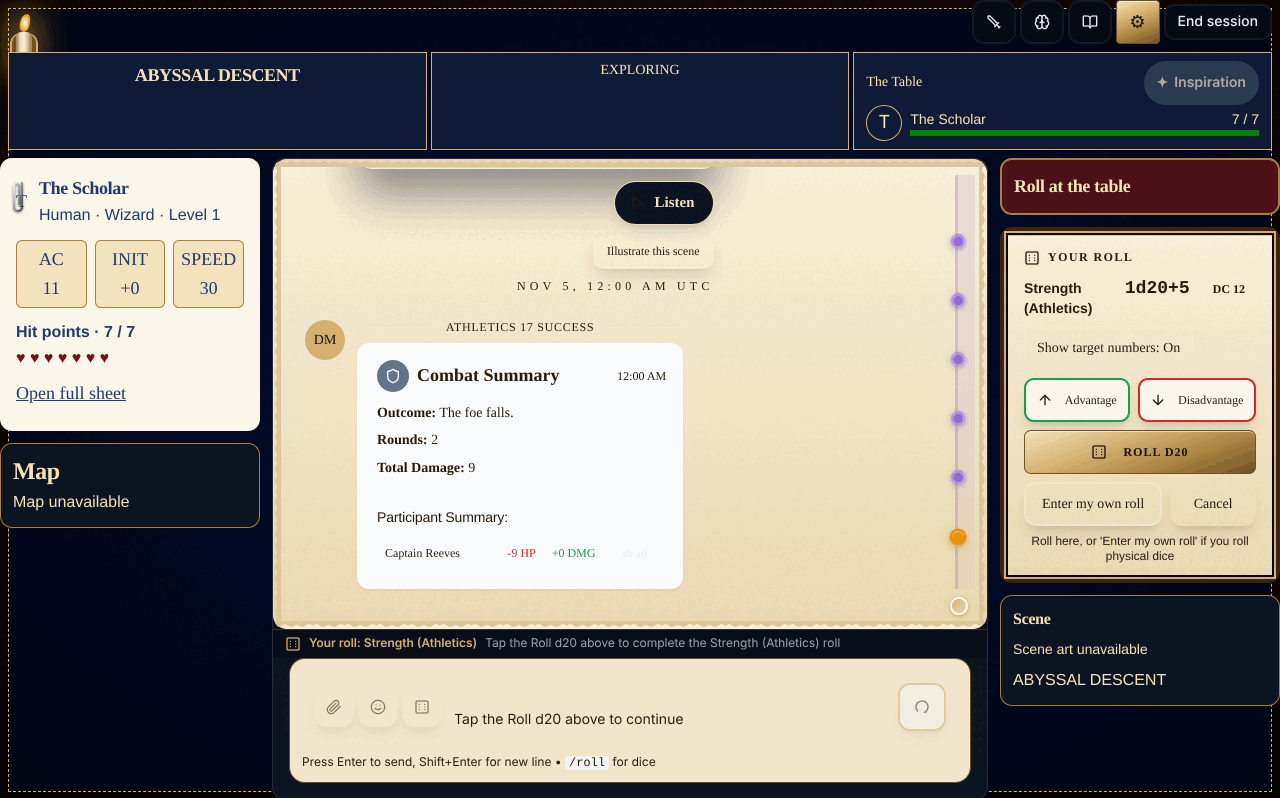 End session
ABYSSAL DESCENT
EXPLORING
The Table
Inspiration
T
The Scholar
7 / 7
The Scholar
Human · Wizard · Level 1
AC
11
INIT
+0
SPEED
30
Hit points · 7 / 7
Open full sheet
Map
Map unavailable
Listen
Illustrate this scene
NOV 5, 12:00 AM UTC
ATHLETICS 17 SUCCESS
DM
Combat Summary
12:00 AM
Outcome: The foe falls.
Rounds: 2
Total Damage: 9
Participant Summary:
Captain Reeves -9 HP +0 DMG dead
Your roll: Strength (Athletics) Tap the Roll d20 above to complete the Strength (Athletics) roll
Tap the Roll d20 above to continue
Press Enter to send, Shift+Enter for new line • /roll for dice
Roll at the table
YOUR ROLL
Strength
(Athletics)
1d20+5
DC 12
Show target numbers: On
Advantage
Disadvantage
ROLL D20
Enter my own roll
Cancel
Roll here, or 'Enter my own roll' if you roll
physical dice
Scene
Scene art unavailable
ABYSSAL DESCENT